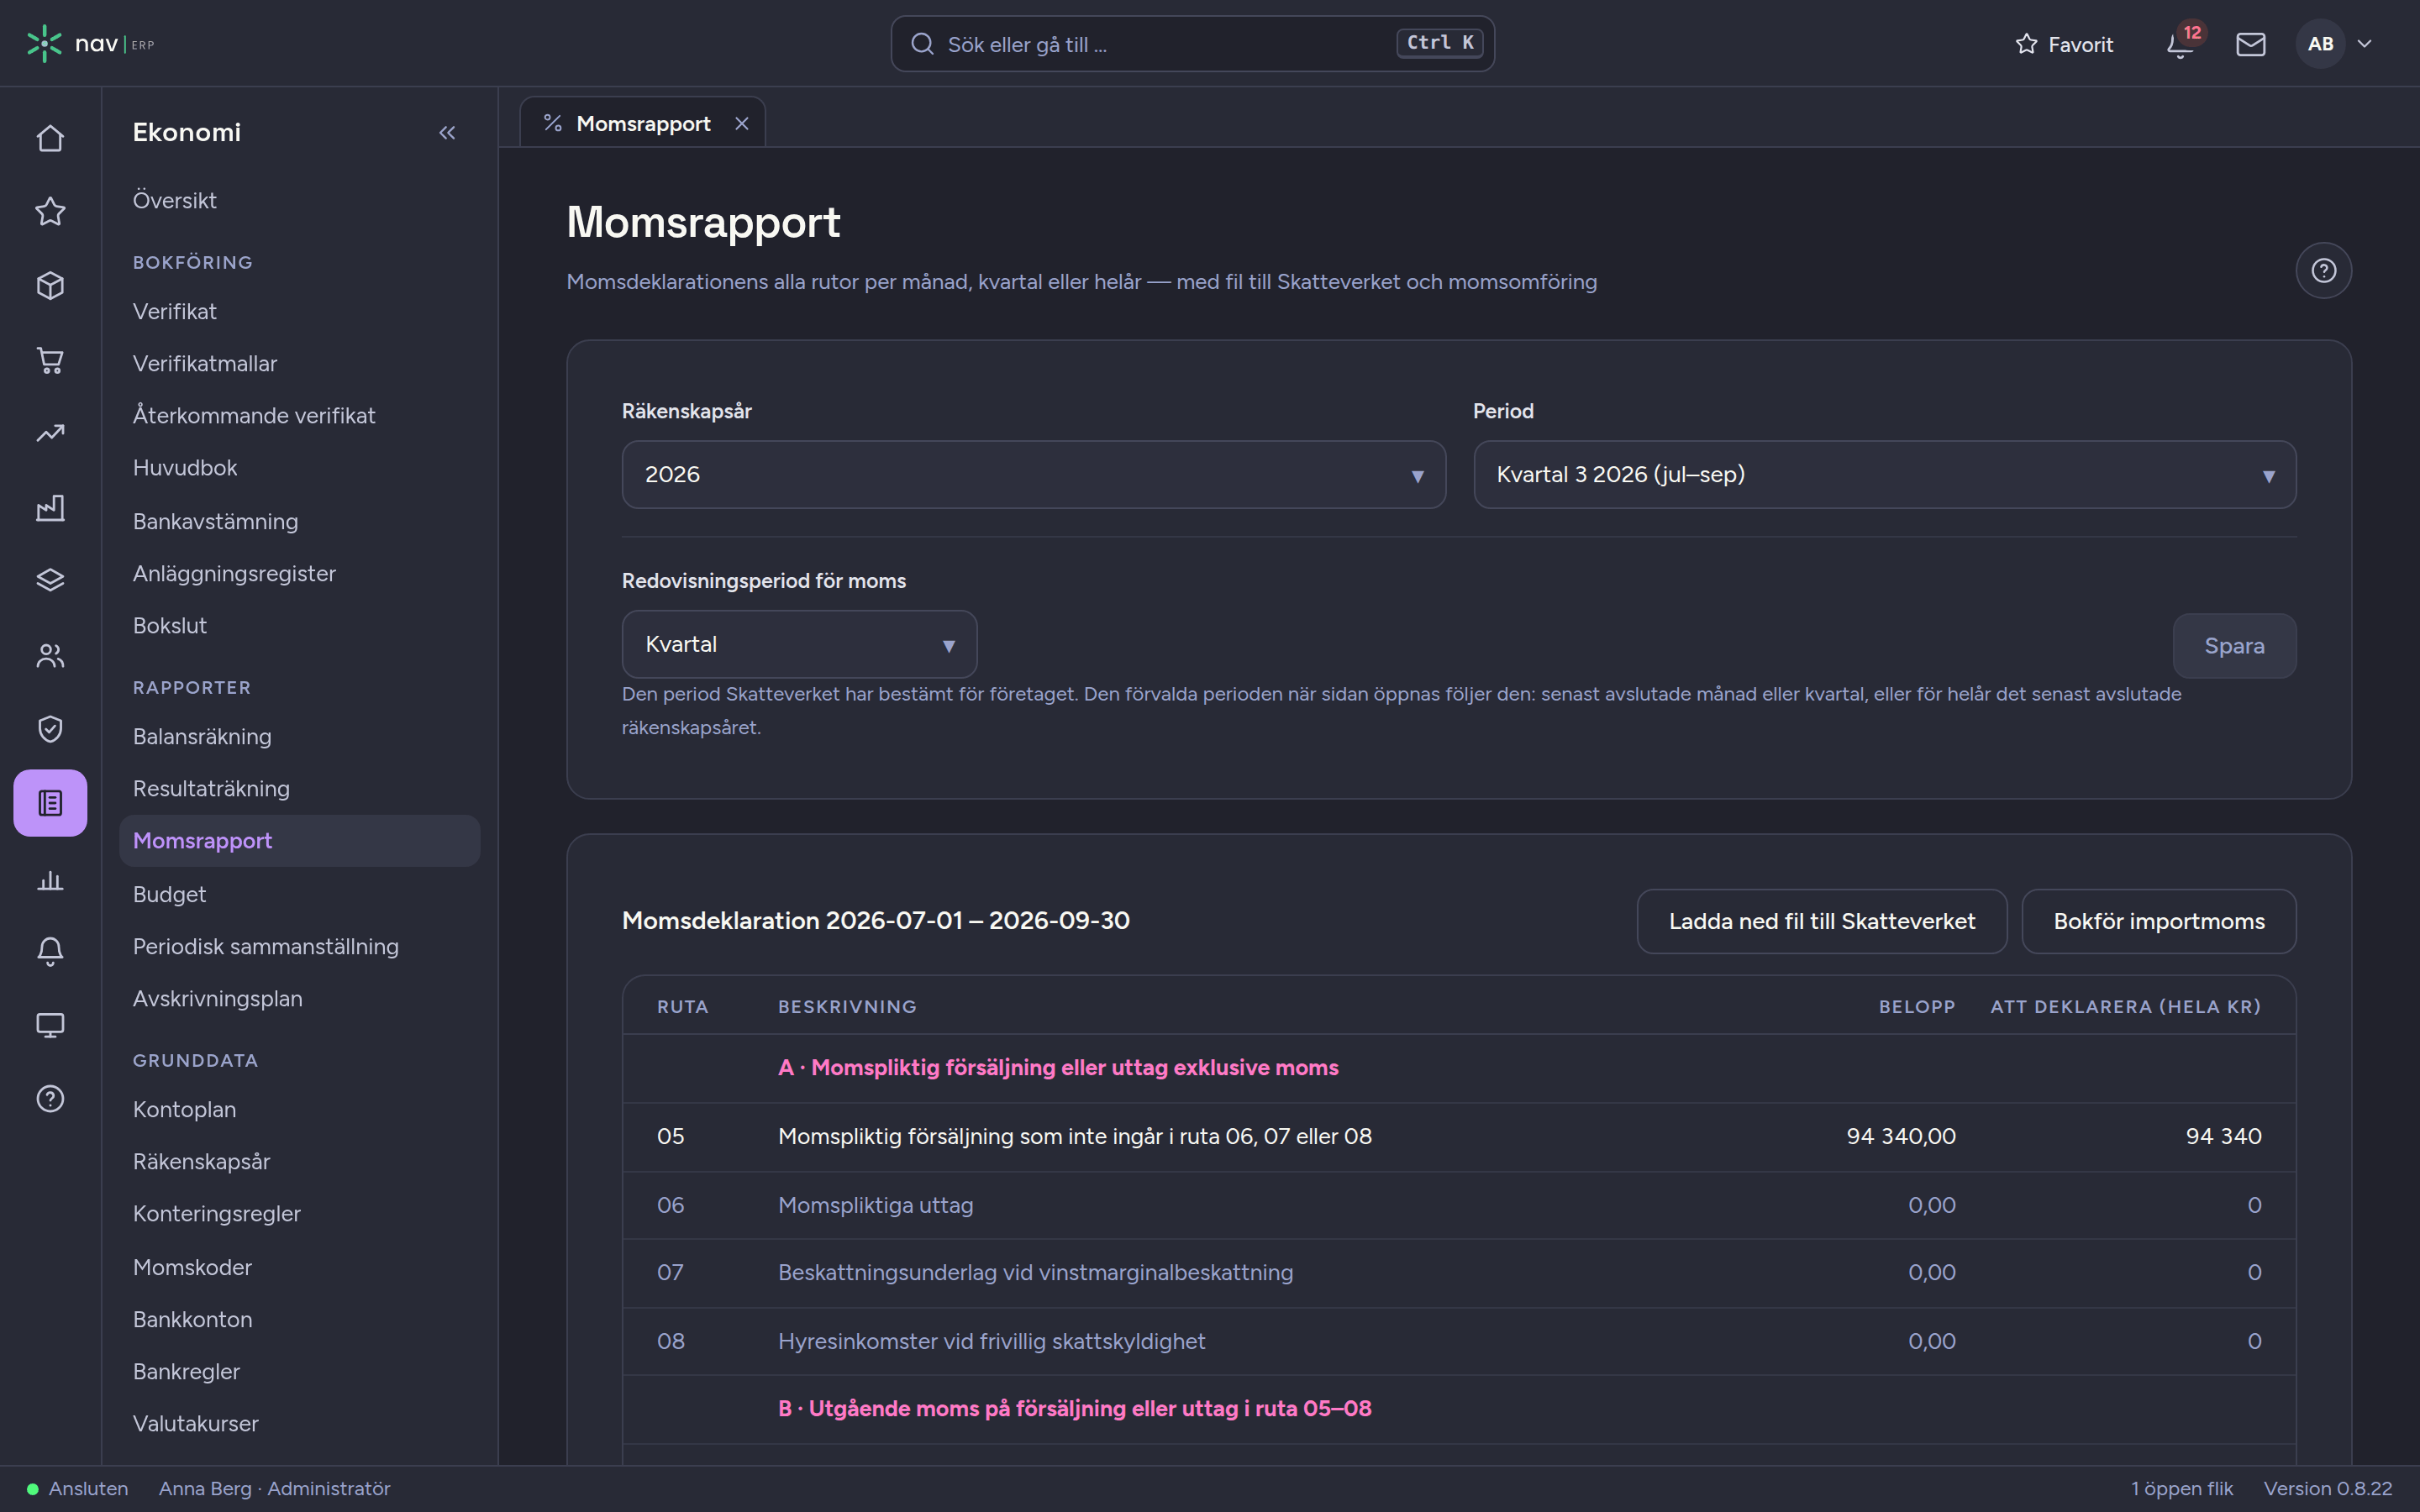 nav ERP
Sök eller gå till ...
Ctrl K
Favorit
12
AB
Ekonomi
Översikt
BOKFÖRING
Verifikat
Verifikatmallar
Återkommande verifikat
Huvudbok
Bankavstämning
Anläggningsregister
Bokslut
RAPPORTER
Balansräkning
Resultaträkning
Momsrapport
Budget
Periodisk sammanställning
Avskrivningsplan
GRUNDDATA
Kontoplan
Räkenskapsår
Konteringsregler
Momskoder
Bankkonton
Bankregler
Valutakurser
Momsrapport
Momsrapport
Momsdeklarationens alla rutor per månad, kvartal eller helår — med fil till Skatteverket och momsomföring
Räkenskapsår
2026
Period
Kvartal 3 2026 (jul–sep)
Redovisningsperiod för moms
Kvartal
Spara
Den period Skatteverket har bestämt för företaget. Den förvalda perioden när sidan öppnas följer den: senast avslutade månad eller kvartal, eller för helår det senast avslutade
räkenskapsåret.
Momsdeklaration 2026-07-01 – 2026-09-30
Ladda ned fil till Skatteverket
Bokför importmoms
RUTA BESKRIVNING BELOPP ATT DEKLARERA (HELA KR)
A · Momspliktig försäljning eller uttag exklusive moms
05 Momspliktig försäljning som inte ingår i ruta 06, 07 eller 08 94 340,00 94 340
06 Momspliktiga uttag 0,00 0
07 Beskattningsunderlag vid vinstmarginalbeskattning 0,00 0
08 Hyresinkomster vid frivillig skattskyldighet 0,00 0
B · Utgående moms på försäljning eller uttag i ruta 05–08
Ansluten
Anna Berg · Administratör
1 öppen flik
Version 0.8.22